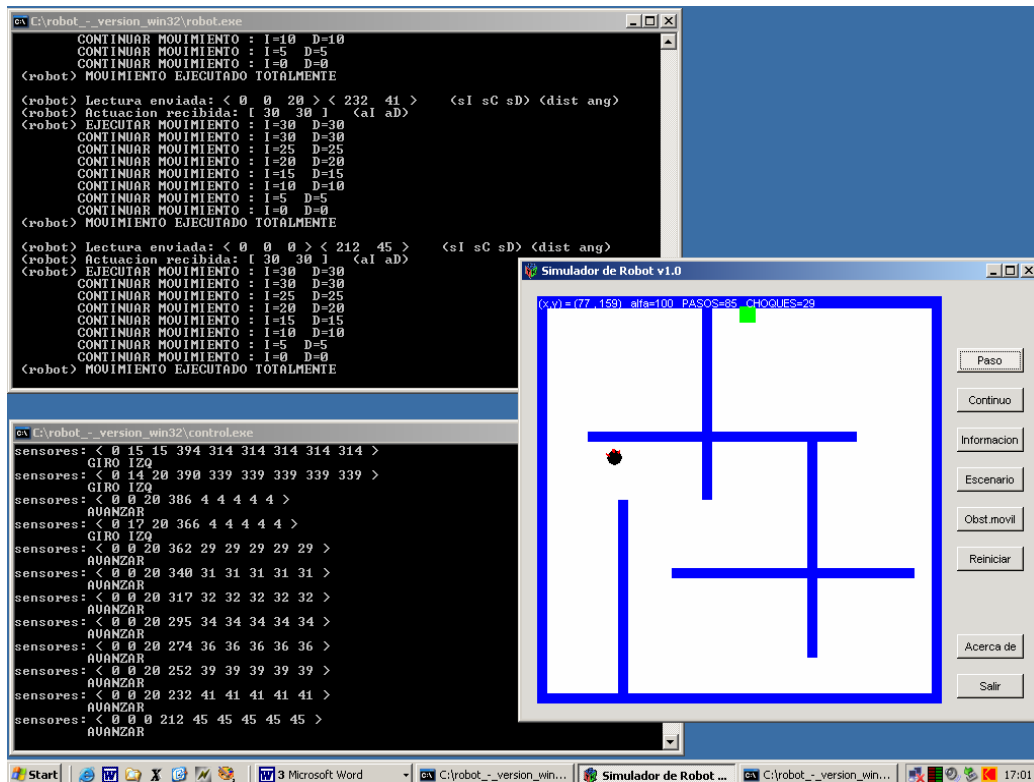 C:\robot_-_version_win32\robot.exe
CONTINUAR MOVIMIENTO : I=10 D=10
CONTINUAR MOVIMIENTO : I=5 D=5
CONTINUAR MOVIMIENTO : I=0 D=0
(robot) MOVIMIENTO EJECUTADO TOTALMENTE
(robot) Lectura enviada: < 0 0 20 > < 232 41 > (sI sC sD) (dist ang)
(robot) Actuacion recibida: [ 30 30 ] (aI aD)
(robot) EJECUTAR MOVIMIENTO : I=30 D=30
CONTINUAR MOVIMIENTO : I=30 D=30
CONTINUAR MOVIMIENTO : I=25 D=25
CONTINUAR MOVIMIENTO : I=20 D=20
CONTINUAR MOVIMIENTO : I=15 D=15
CONTINUAR MOVIMIENTO : I=10 D=10
CONTINUAR MOVIMIENTO : I=5 D=5
CONTINUAR MOVIMIENTO : I=0 D=0
(robot) MOVIMIENTO EJECUTADO TOTALMENTE
(robot) Lectura enviada: < 0 0 0 > < 212 45 > (sI sC sD) (dist ang)
(robot) Actuacion recibida: [ 30 30 ] (aI aD)
(robot) EJECUTAR MOVIMIENTO : I=30 D=30
CONTINUAR MOVIMIENTO : I=30 D=30
CONTINUAR MOVIMIENTO : I=25 D=25
CONTINUAR MOVIMIENTO : I=20 D=20
CONTINUAR MOVIMIENTO : I=15 D=15
CONTINUAR MOVIMIENTO : I=10 D=10
CONTINUAR MOVIMIENTO : I=5 D=5
CONTINUAR MOVIMIENTO : I=0 D=0
(robot) MOVIMIENTO EJECUTADO TOTALMENTE
C:\robot_-_version_win32\control.exe
sensores: < 0 15 15 394 314 314 314 314 314 >
GIRO IZQ
sensores: < 0 14 20 390 339 339 339 339 339 >
GIRO IZQ
sensores: < 0 0 20 386 4 4 4 4 4 >
AVANZAR
sensores: < 0 17 20 366 4 4 4 4 4 >
GIRO IZQ
sensores: < 0 0 20 362 29 29 29 29 29 >
AVANZAR
sensores: < 0 0 20 340 31 31 31 31 31 >
AVANZAR
sensores: < 0 0 20 317 32 32 32 32 32 >
AVANZAR
sensores: < 0 0 20 295 34 34 34 34 34 >
AVANZAR
sensores: < 0 0 20 274 36 36 36 36 36 >
AVANZAR
sensores: < 0 0 20 252 39 39 39 39 39 >
AVANZAR
sensores: < 0 0 20 232 41 41 41 41 41 >
AVANZAR
sensores: < 0 0 0 212 45 45 45 45 45 >
AVANZAR
Simulador de Robot v1.0
(x,y) = (77 , 159) alfa=100 PASOS=85 CHOQUES=29
Paso
Continuo
Informacion
Escenario
Obst.movil
Reiniciar
Acerca de
Salir
Start
3 Microsoft Word
C:\robot_-_version_win...
Simulador de Robot ...
C:\robot_-_version_win...
17:01